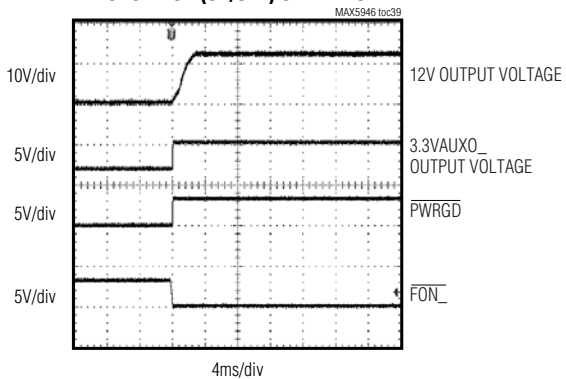 MAX5946 toc39
10V/div
12V OUTPUT VOLTAGE
5V/div
3.3VAUXO_
OUTPUT VOLTAGE
5V/div
PWRGD
5V/div
FON_
4ms/div